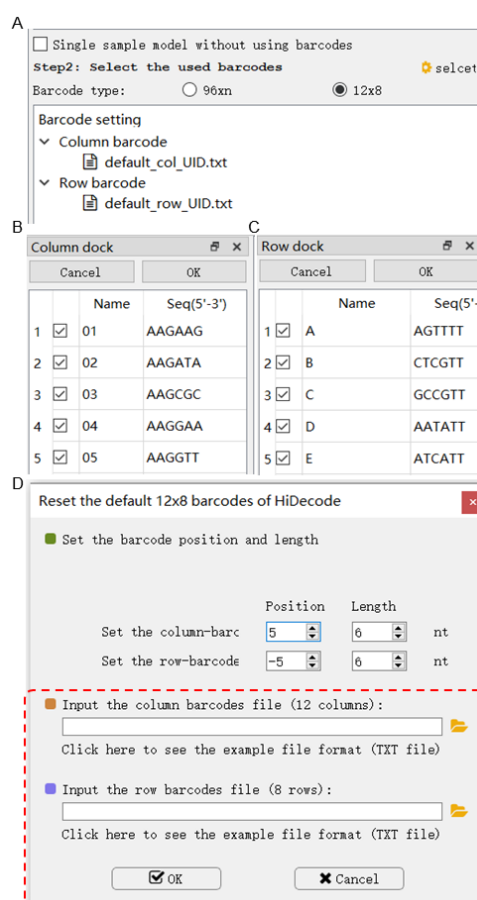 A
Single sample model without using barcodes
Step2: Select the used barcodes
selcet
Barcode type:
96xn
12x8
Barcode setting
Column barcode
default_col_UID.txt
Row barcode
default_row_UID.txt
B
Column dock
Cancel
OK
Name Seq(5'-3')
1 01 AAGAAG
2 02 AAGATA
3 03 AAGCGC
4 04 AAGGAA
5 05 AAGGTT
C
Row dock
Cancel
OK
Name Seq(5'-
1 A AGTTTT
2 B CTCGTT
3 C GCCGTT
4 D AATATT
5 E ATCATT
D
Reset the default 12x8 barcodes of HiDecode
Set the barcode position and length
Position Length
Set the column-barc 5 6 nt
Set the row-barcode -5 6 nt
Input the column barcodes file (12 columns):
Click here to see the example file format (TXT file)
Input the row barcodes file (8 rows):
Click here to see the example file format (TXT file)
OK
Cancel